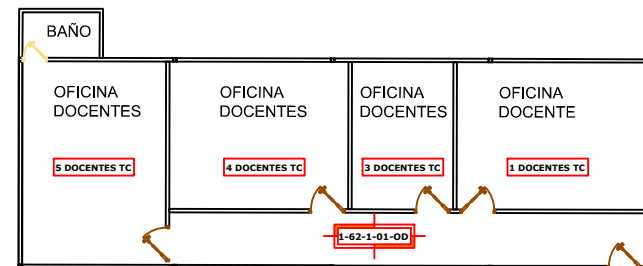 BAÑO
OFICINA
DOCENTES
5 DOCENTES TC
OFICINA
DOCENTES
4 DOCENTES TC
OFICINA
DOCENTES
3 DOCENTES TC
OFICINA
DOCENTE
1 DOCENTES TC
1-62-1-01-OD